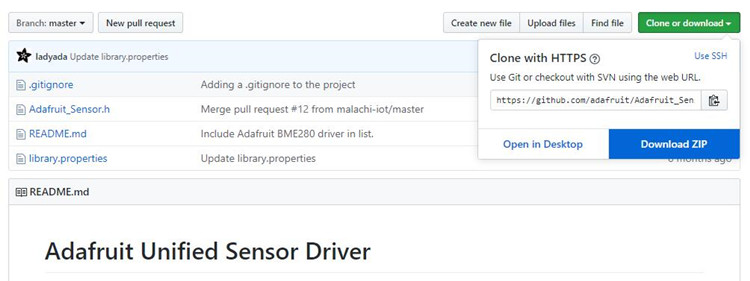 Branch: master
New pull request
Create new file
Upload files
Find file
Clone or download
ladyada Update library.properties
Clone with HTTPS
Use SSH
Use Git or checkout with SVN using the web URL.
https://github.com/adafruit/Adafruit_Sen
Open in Desktop
Download ZIP
.gitignore
Adding a .gitignore to the project
Adafruit_Sensor.h
Merge pull request #12 from malachi-iot/master
README.md
Include Adafruit BME280 driver in list.
library.properties
Update library.properties
months ago
README.md
Adafruit Unified Sensor Driver